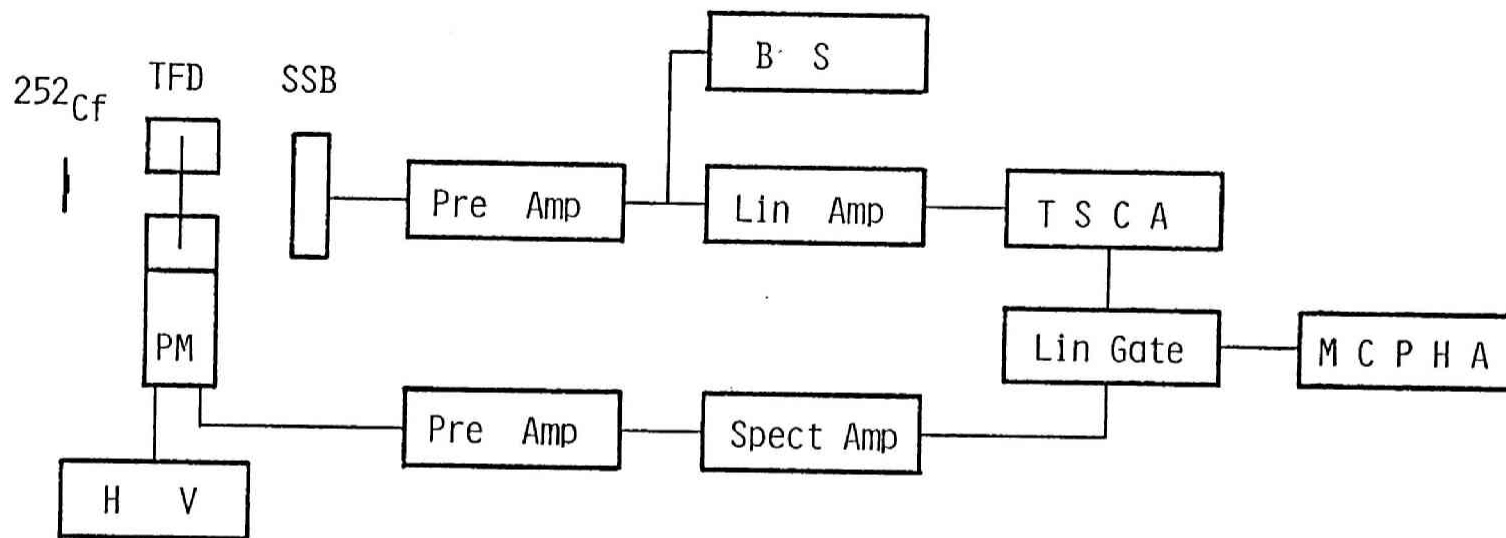 252Cf
TFD
SSB
B S
Pre Amp
Lin Amp
T S C A
PM
Lin Gate
M C P H A
Pre Amp
Spect Amp
H V